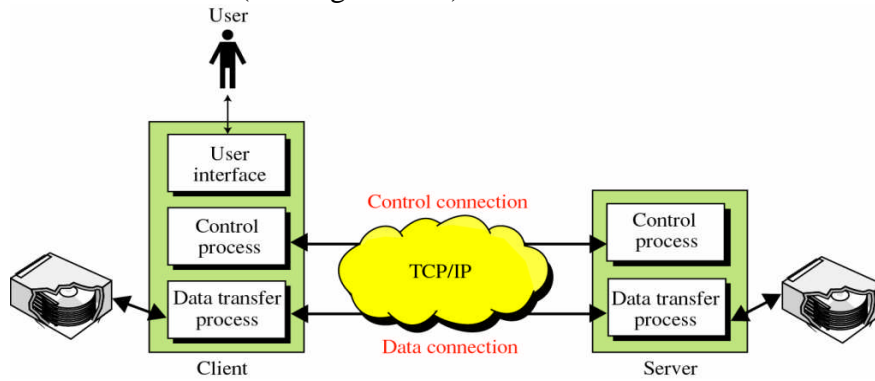 User
User
interface
Control connection
Control
process
Control
process
TCP/IP
Data transfer
process
Data transfer
process
Data connection
Client
Server